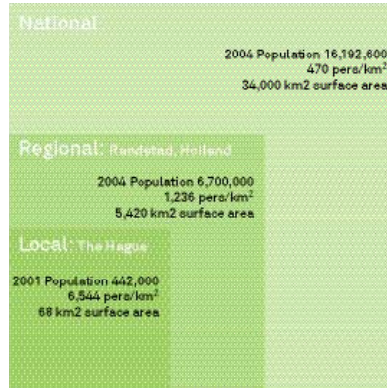 National
2004 Population 16,192,600
470 pers/km²
34,000 km2 surface area
Regional: Randstad, Holland
2004 Population 6,700,000
1,236 pers/km²
5,420 km2 surface area
Local: The Hague
2001 Population 442,000
6,544 pers/km²
68 km2 surface area